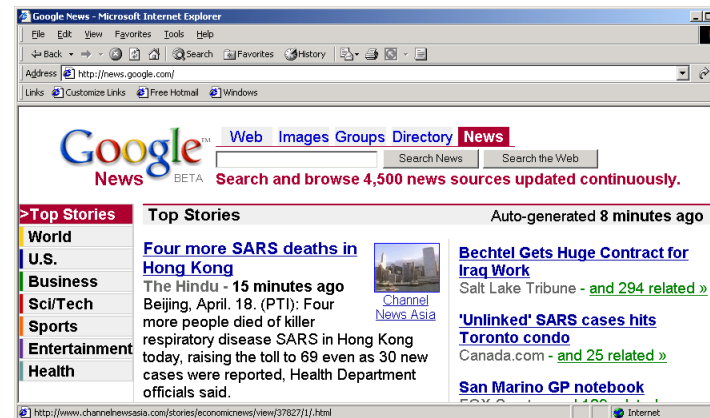 Google News - Microsoft Internet Explorer
File Edit View Favorites Tools Help
Back Search Favorites History
Address http://news.google.com/
Links Customize Links Free Hotmail Windows
Google™ Web Images Groups Directory News
Search News Search the Web
News BETA Search and browse 4,500 news sources updated continuously.
>Top Stories
World
U.S.
Business
Sci/Tech
Sports
Entertainment
Health
Top Stories Auto-generated 8 minutes ago
Four more SARS deaths in
Hong Kong
The Hindu - 15 minutes ago
Beijing, April. 18. (PTI): Four
more people died of killer
respiratory disease SARS in Hong Kong
today, raising the toll to 69 even as 30 new
cases were reported, Health Department
officials said.
Channel
News Asia
Bechtel Gets Huge Contract for
Iraq Work
Salt Lake Tribune - and 294 related »
'Unlinked' SARS cases hits
Toronto condo
Canada.com - and 25 related »
San Marino GP notebook
http://www.channelnewsasia.com/stories/economicnews/view/37827/1/.html Internet